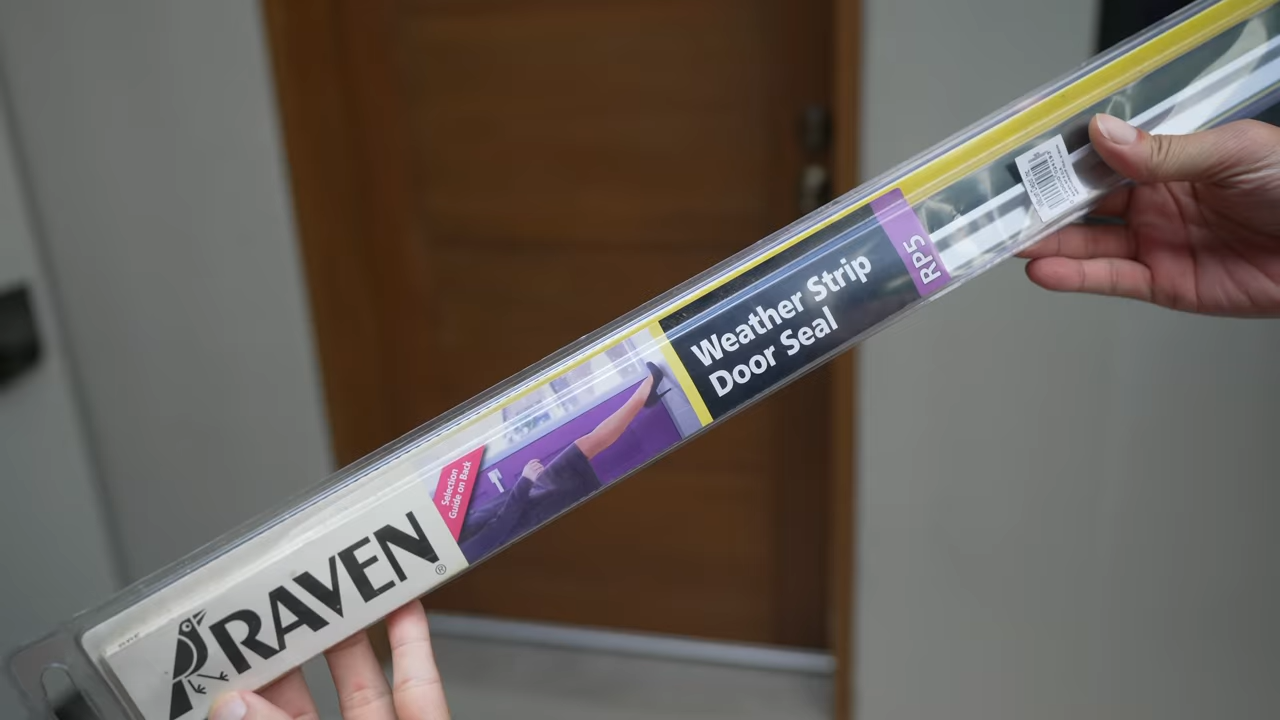 RAVEN®
Selection
Guide on Back
Weather Strip
Door Seal
RP5